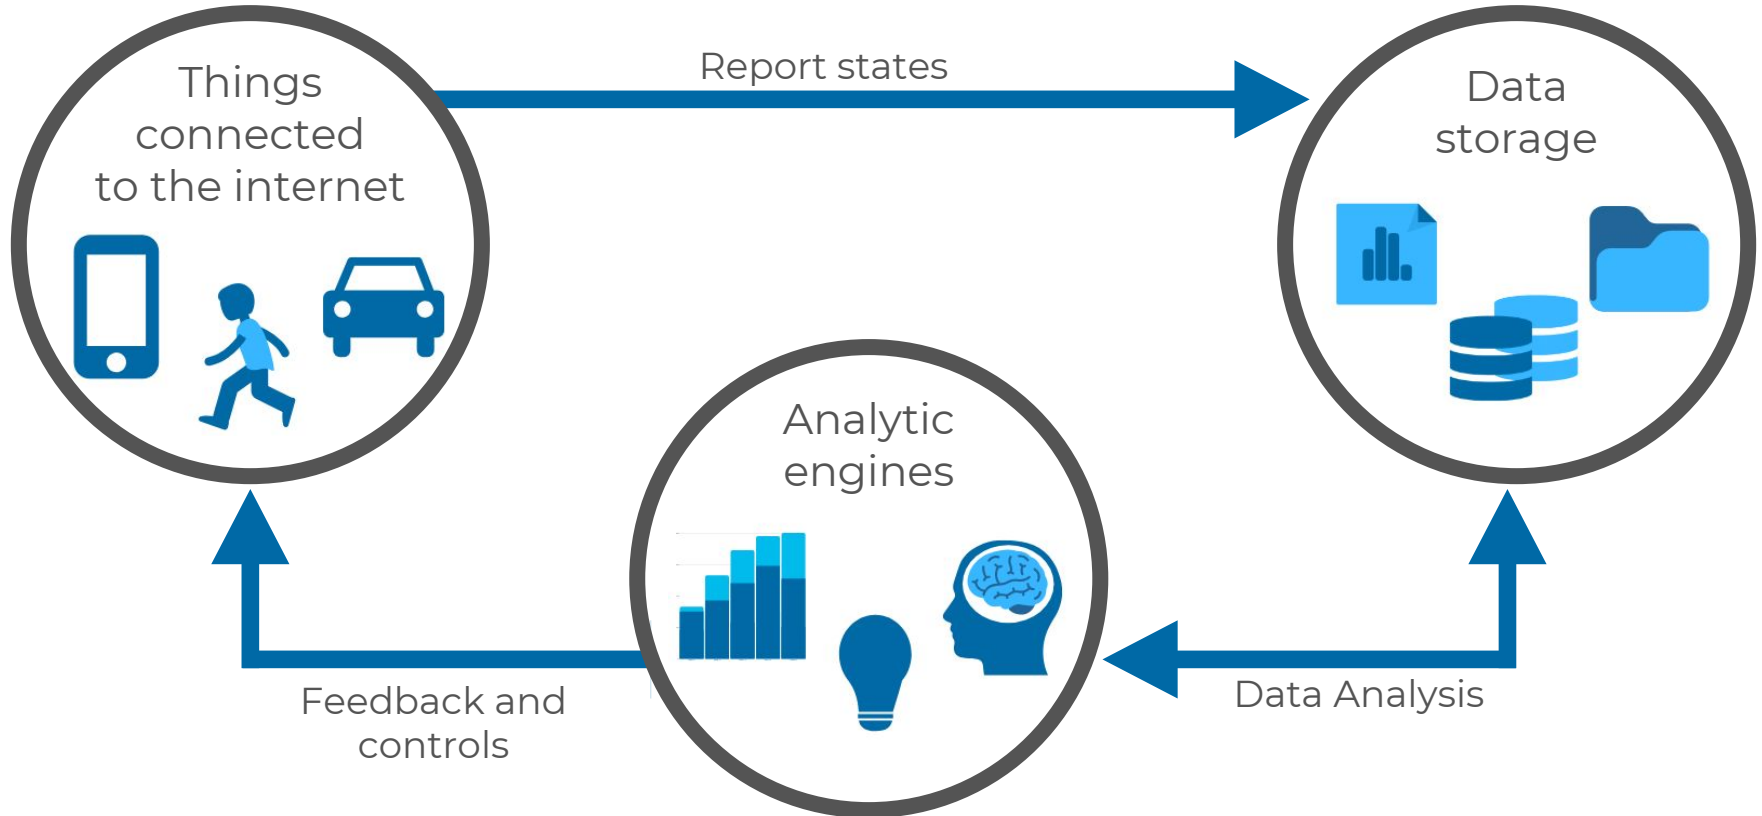 Things
connected
to the internet
Report states
Data
storage
Analytic
engines
Feedback and
controls
Data Analysis